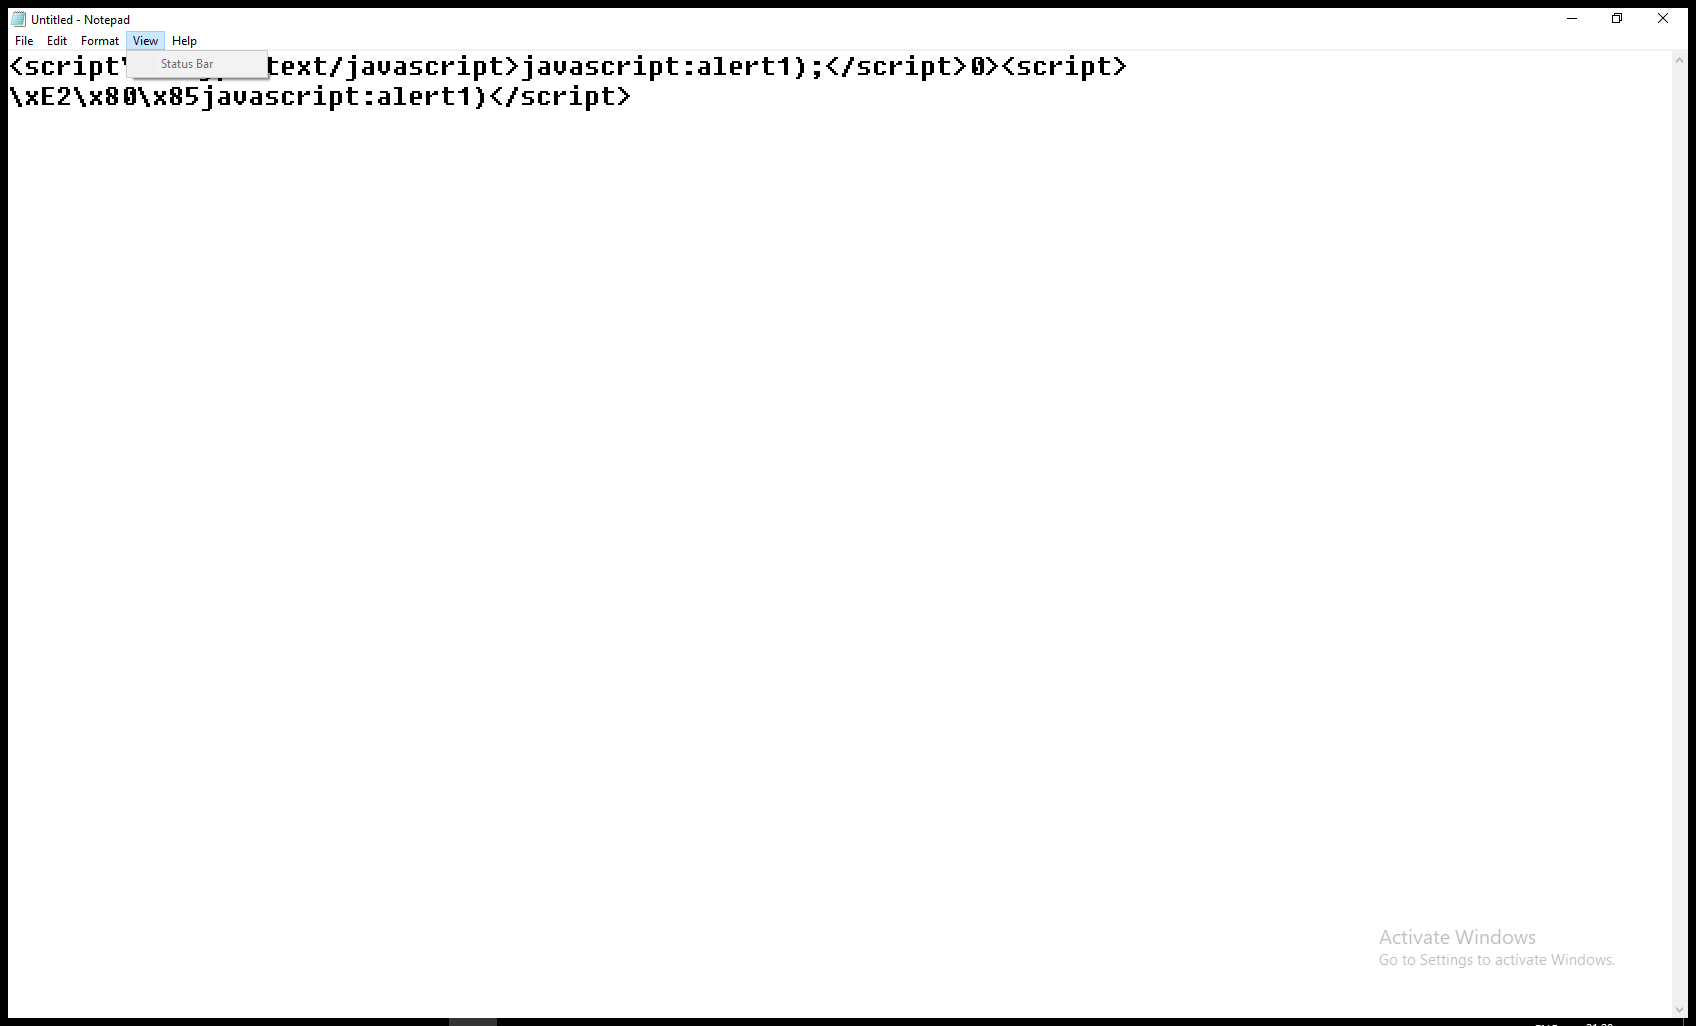 Untitled - Notepad
File Edit Format View Help
Status Bar
<script text/javascript>javascript:alert1);</script>0><script>
\xE2\x80\x85javascript:alert1)</script>
Activate Windows
Go to Settings to activate Windows.